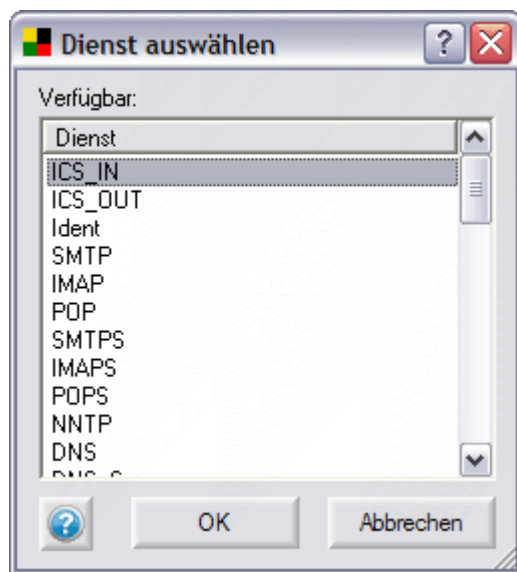 Dienst auswählen
Verfügbar:
Dienst
ICS_IN
ICS_OUT
Ident
SMTP
IMAP
POP
SMTPS
IMAPS
POPS
NNTP
DNS
OK Abbrechen